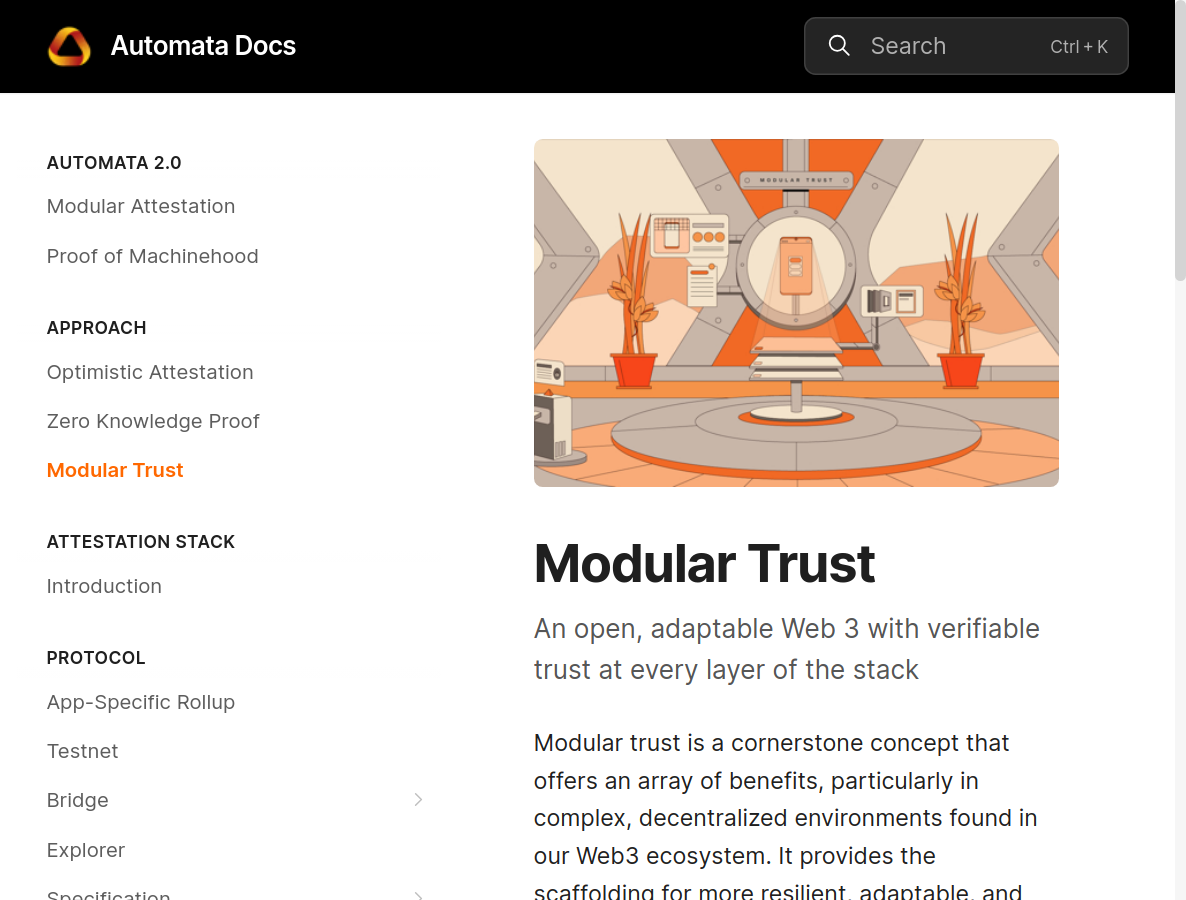 Automata Docs
Search
Ctrl + K
AUTOMATA 2.0
Modular Attestation
Proof of Machinehood
APPROACH
Optimistic Attestation
Zero Knowledge Proof
Modular Trust
ATTESTATION STACK
Introduction
PROTOCOL
App-Specific Rollup
Testnet
Bridge
Explorer
Specification
MODULAR TRUST
Modular Trust
An open, adaptable Web 3 with verifiable
trust at every layer of the stack
Modular trust is a cornerstone concept that
offers an array of benefits, particularly in
complex, decentralized environments found in
our Web3 ecosystem. It provides the
scaffolding for more resilient, adaptable, and